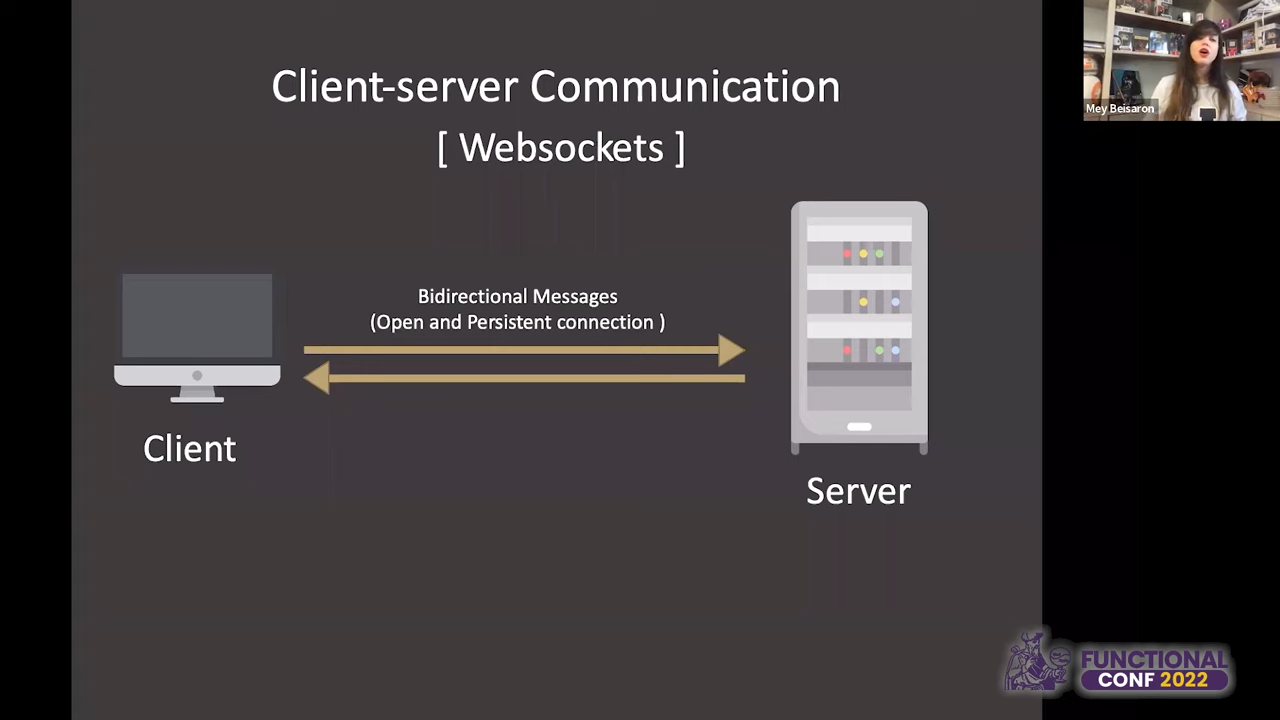 Client-server Communication
[ Websockets ]
Mey Beisaron
Bidirectional Messages
(Open and Persistent connection )
Client
Server
FUNCTIONAL
CONF 2022